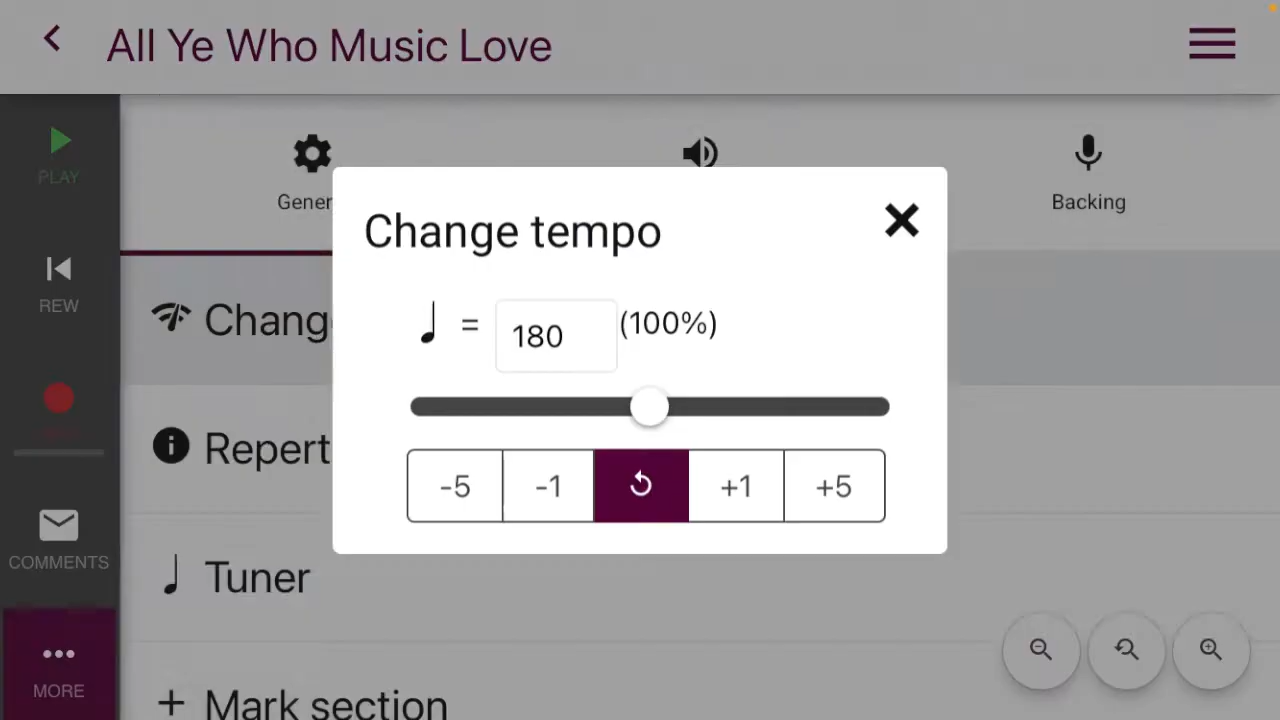 All Ye Who Music Love
PLAY
REW
COMMENTS
MORE
Gener
Backing
Chang
Repert
Tuner
Mark section
Change tempo
= 180 (100%)
-5 -1 +1 +5